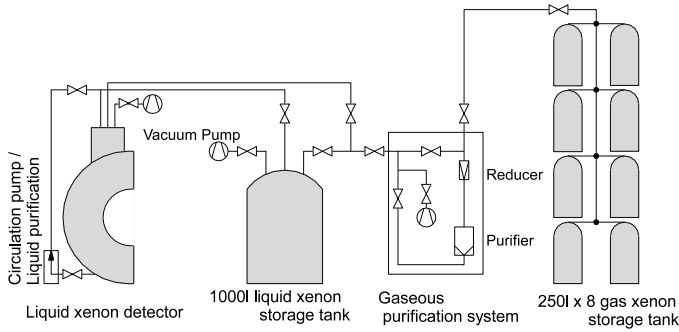 Circulation pump /
Liquid purification
Vacuum Pump
Reducer
Purifier
Liquid xenon detector
1000l liquid xenon
storage tank
Gaseous
purification system
250l x 8 gas xenon
storage tank